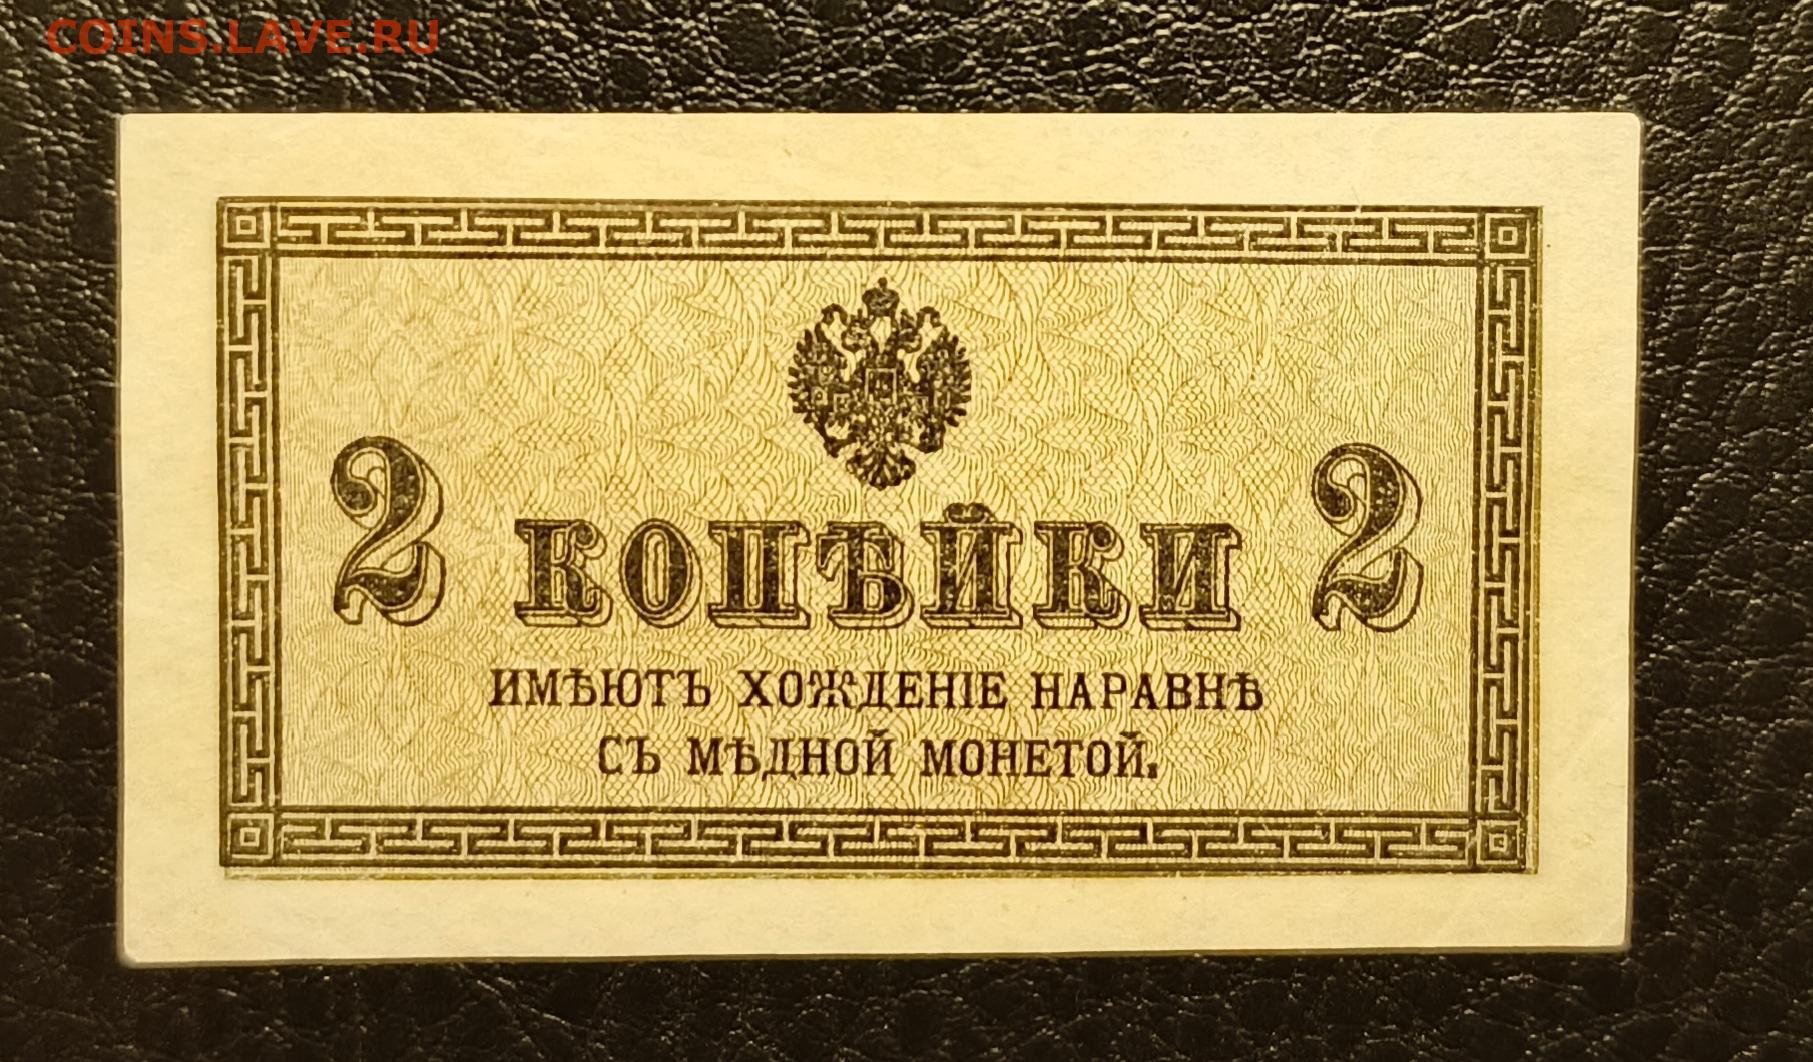 COINS.LAVE.RU
2 КОПѢЙКИ 2
ИМѢЮТЪ ХОЖДЕНІЕ НАРАВНѢ
СЪ МѢДНОЙ МОНЕТОЙ.